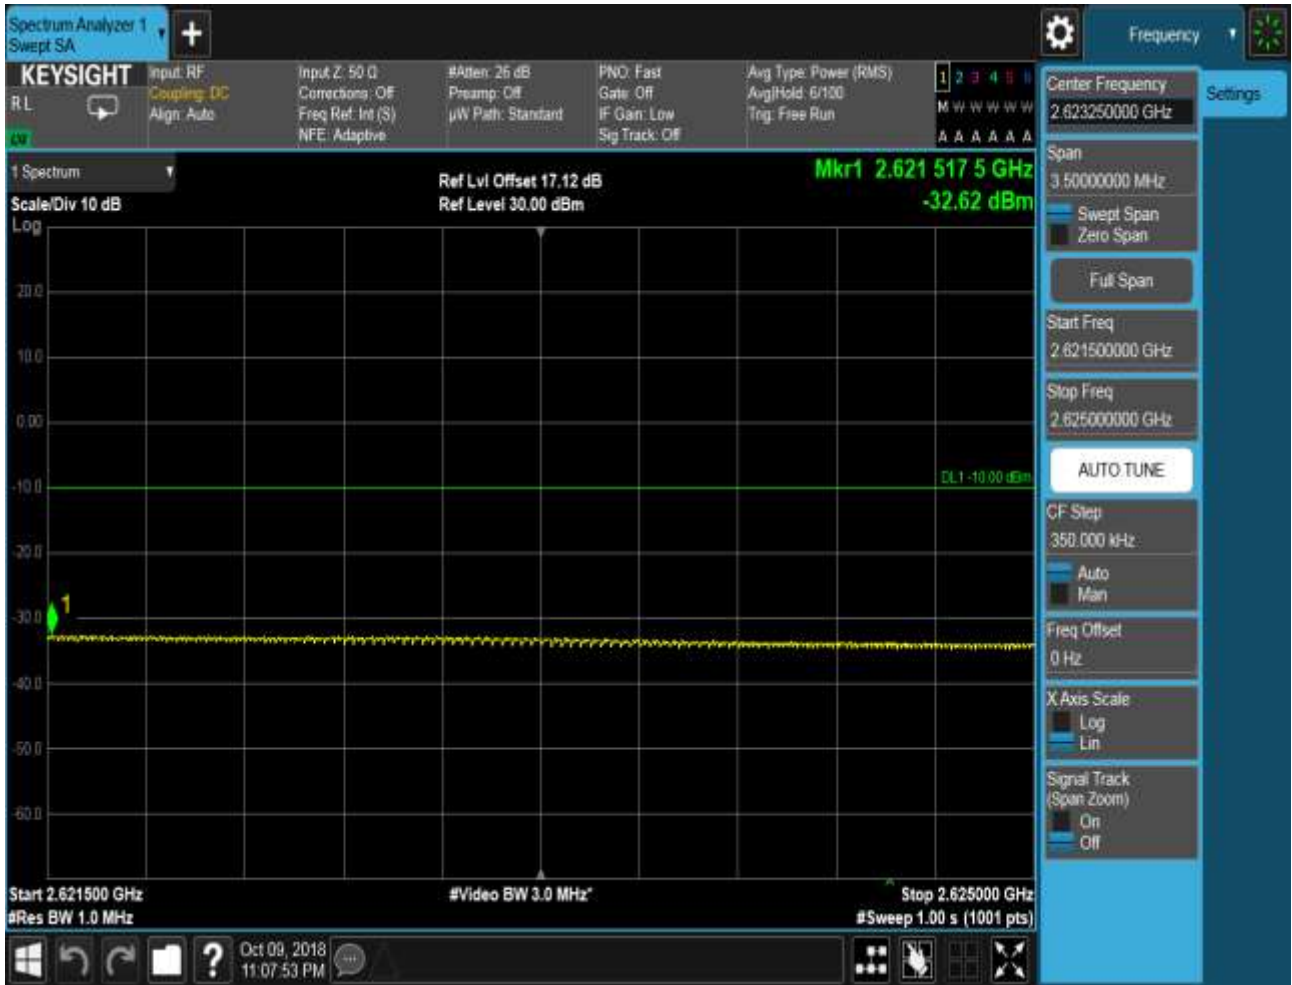 Spectrum Analyzer 1
Swept SA
+
Frequency
KEYSIGHT
RL
Input: RF
Coupling: DC
Align: Auto
Input Z: 50 Ω
Corrections: Off
Freq Ref: Int (S)
NFE: Adaptive
#Atten: 26 dB
Preamp: Off
µW Path: Standard
PNO: Fast
Gate: Off
IF Gain: Low
Sig Track: Off
Avg Type: Power (RMS)
Avg|Hold: 6/100
Trig: Free Run
1 2 3 4 5 6
M W W W W W
A A A A A A
1 Spectrum
Scale/Div 10 dB
Log
Ref Lvl Offset 17.12 dB
Ref Level 30.00 dBm
Mkr1 2.621 517 5 GHz
-32.62 dBm
20.0
10.0
0.00
-10.0
DL1 -10.00 dBm
-20.0
1
-30.0
-40.0
-50.0
-60.0
Start 2.621500 GHz
#Res BW 1.0 MHz
#Video BW 3.0 MHz*
Stop 2.625000 GHz
#Sweep 1.00 s (1001 pts)
?
Oct 09, 2018
11:07:53 PM
Center Frequency
2.623250000 GHz
Settings
Span
3.50000000 MHz
Swept Span
Zero Span
Full Span
Start Freq
2.621500000 GHz
Stop Freq
2.625000000 GHz
AUTO TUNE
CF Step
350.000 kHz
Auto
Man
Freq Offset
0 Hz
X Axis Scale
Log
Lin
Signal Track
(Span Zoom)
On
Off